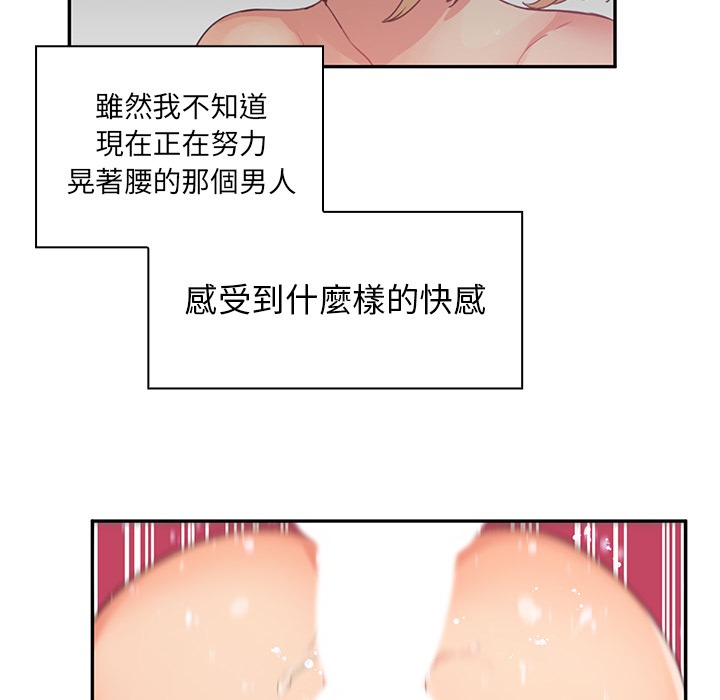 雖然我不知道
現在正在努力
晃著腰的那個男人
感受到什麼樣的快感